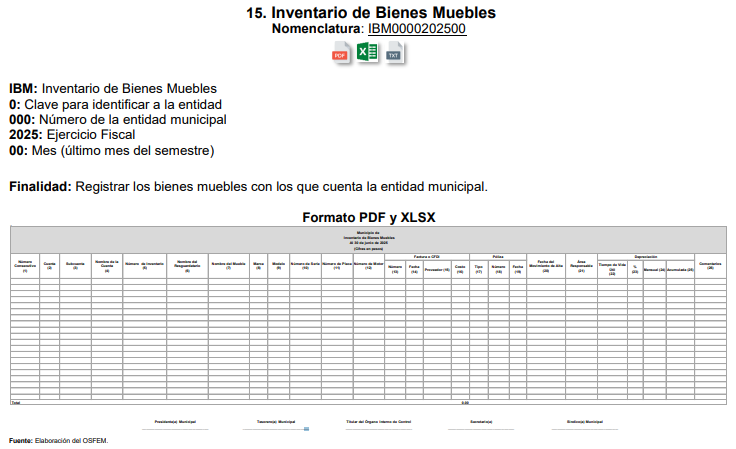 15. Inventario de Bienes Muebles
Nomenclatura: IBM0000202500
PDF X TXT
IBM: Inventario de Bienes Muebles
0: Clave para identificar a la entidad
000: Número de la entidad municipal
2025: Ejercicio Fiscal
00: Mes (último mes del semestre)
Finalidad: Registrar los bienes muebles con los que cuenta la entidad municipal.
Formato PDF y XLSX
Municipio de
Inventario de Bienes Muebles
Al 30 de junio de 2025
(Cifras en pesos)
Factura o CFDI Póliza Depreciación
Número Consecutivo (1) Cuenta (2) Subcuenta (3) Nombre de la Cuenta (4) Número de Inventario (5) Nombre del Resguardatario (6) Nombre del Mueble (7) Marca (8) Modelo (9) Número de Serie (10) Número de Placa (11) Número de Motor (12) Número (13) Fecha (14) Proveedor (15) Costo (16) Tipo (17) Número (18) Fecha (19) Fecha del Movimiento de Alta (20) Área Responsable (21) Tiempo de Vida Útil (22) % (23) Mensual (24) Acumulada (25) Comentarios (26)
Total 0.00
Presidente(a) Municipal Tesorero(a) Municipal Titular del Órgano Interno de Control Secretario(a) Síndico(a) Municipal
Fuente: Elaboración del OSFEM.